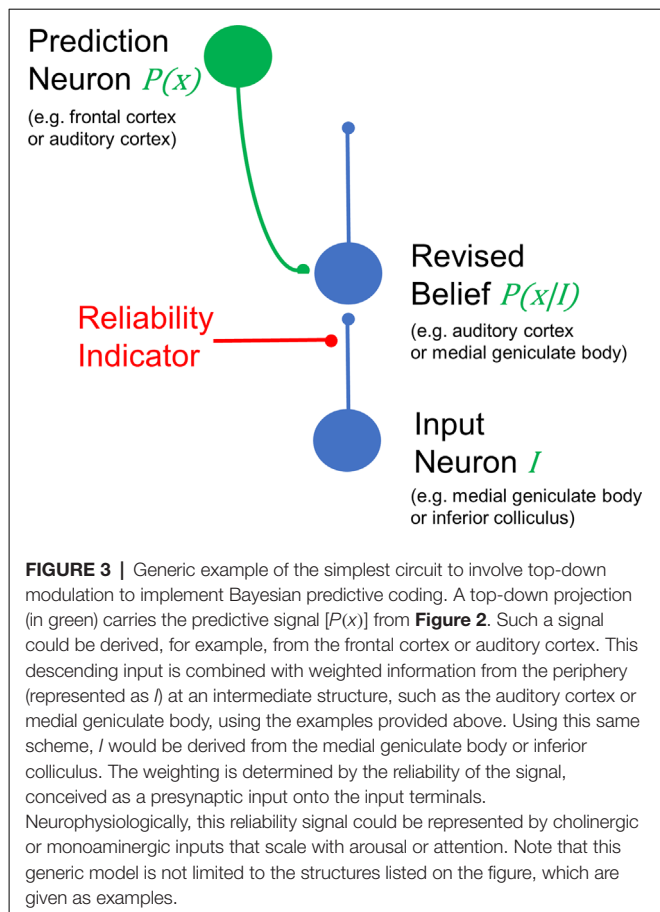 Prediction
Neuron P(x)
(e.g. frontal cortex
or auditory cortex)
Revised
Belief P(x|I)
(e.g. auditory cortex
or medial geniculate body)
Reliability
Indicator
Input
Neuron I
(e.g. medial geniculate body
or inferior colliculus)
FIGURE 3 | Generic example of the simplest circuit to involve top-down
modulation to implement Bayesian predictive coding. A top-down projection
(in green) carries the predictive signal [P(x)] from Figure 2. Such a signal
could be derived, for example, from the frontal cortex or auditory cortex. This
descending input is combined with weighted information from the periphery
(represented as I) at an intermediate structure, such as the auditory cortex or
medial geniculate body, using the examples provided above. Using this same
scheme, I would be derived from the medial geniculate body or inferior
colliculus. The weighting is determined by the reliability of the signal,
conceived as a presynaptic input onto the input terminals.
Neurophysiologically, this reliability signal could be represented by cholinergic
or monoaminergic inputs that scale with arousal or attention. Note that this
generic model is not limited to the structures listed on the figure, which are
given as examples.